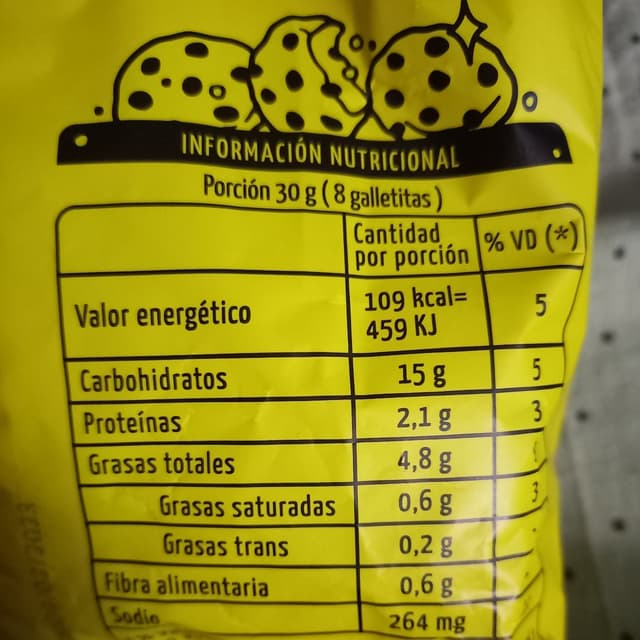 INFORMACIÓN NUTRICIONAL
Porción 30 g ( 8 galletitas )
Cantidad por porción % VD (*)
Valor energético 109 kcal= 459 KJ 5
Carbohidratos 15 g 5
Proteínas 2,1 g 3
Grasas totales 4,8 g
Grasas saturadas 0,6 g 3
Grasas trans 0,2 g -
Fibra alimentaria 0,6 g
Sodio 264 mg